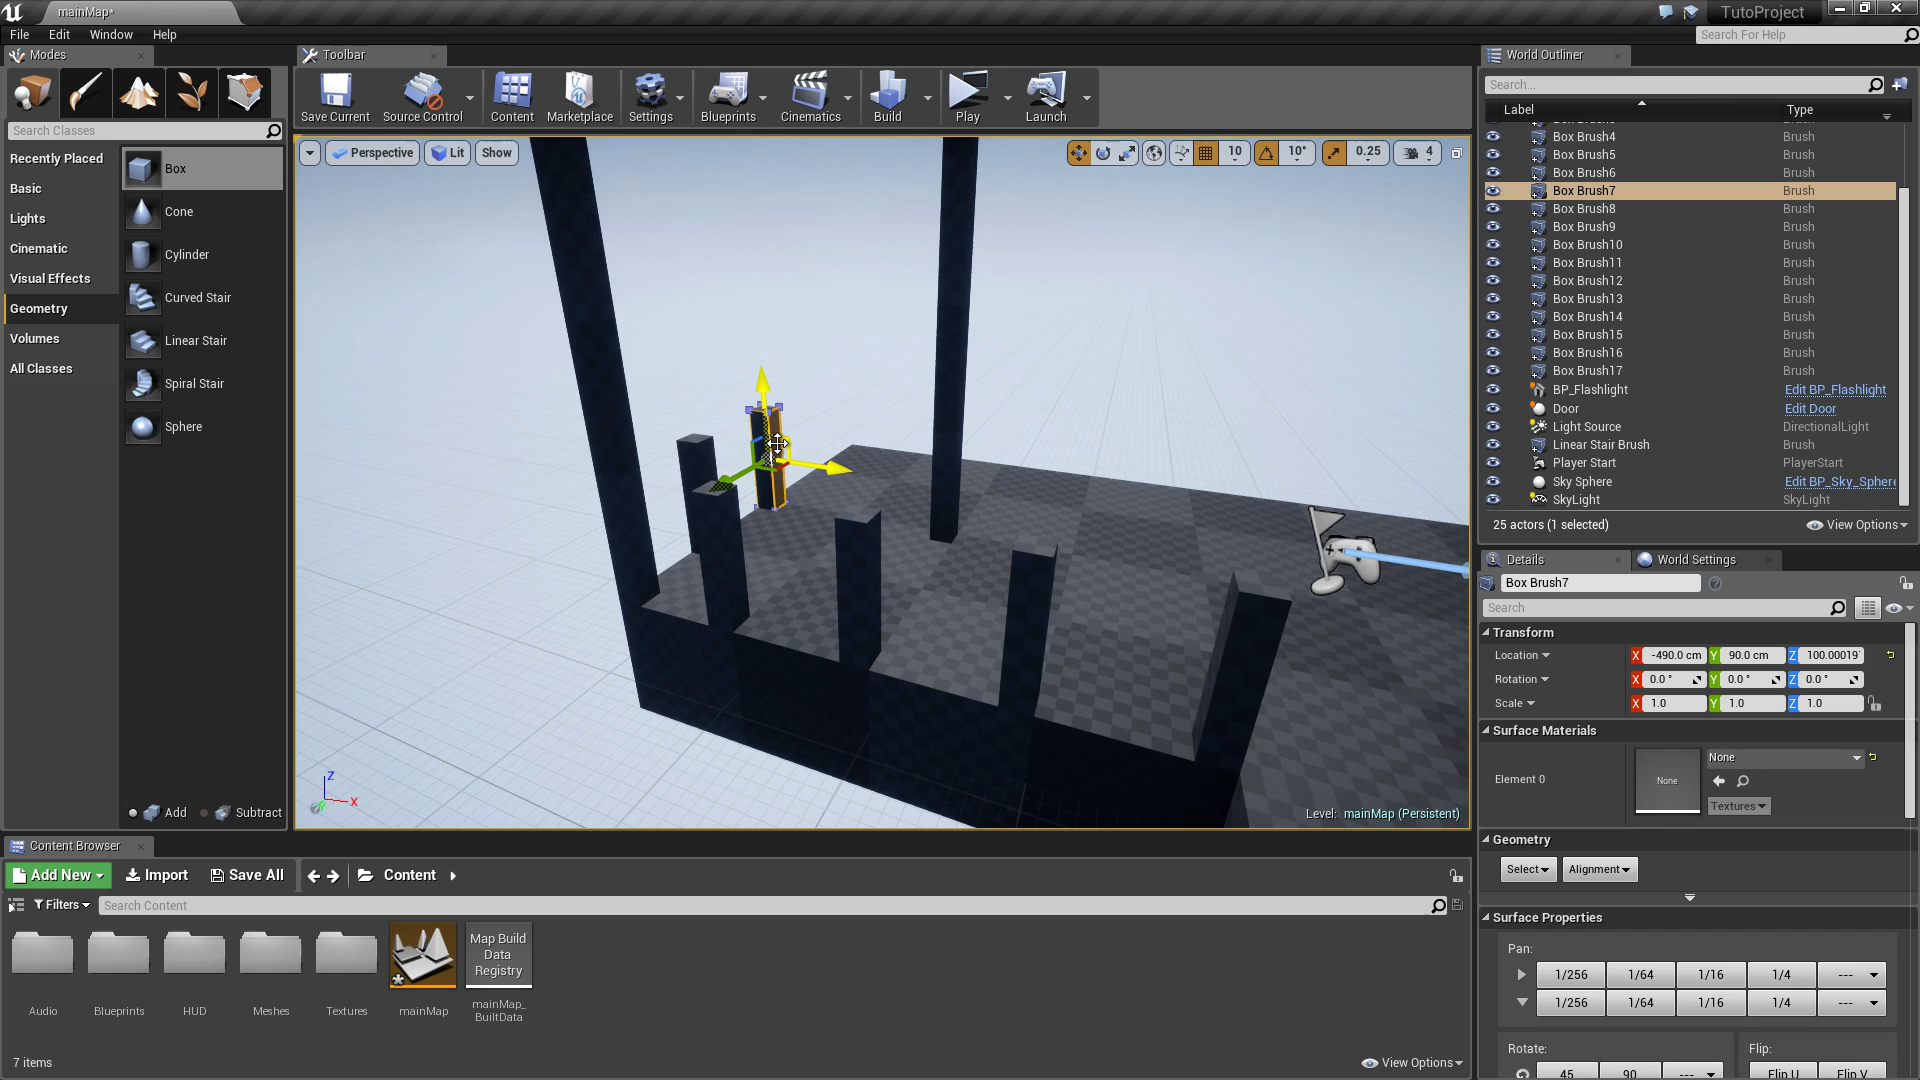 mainMap*
TutoProject
File Edit Window Help
Search For Help
Modes
Toolbar
World Outliner
Save Current
Source Control
Content
Marketplace
Settings
Blueprints
Cinematics
Build
Play
Launch
Search Classes
Recently Placed
Basic
Lights
Cinematic
Visual Effects
Geometry
Volumes
All Classes
Box
Cone
Cylinder
Curved Stair
Linear Stair
Spiral Stair
Sphere
Add
Subtract
Perspective
Lit
Show
10
10°
0.25
4
Z
X
Level: mainMap (Persistent)
Search...
Label Type
Box Brush4 Brush
Box Brush5 Brush
Box Brush6 Brush
Box Brush7 Brush
Box Brush8 Brush
Box Brush9 Brush
Box Brush10 Brush
Box Brush11 Brush
Box Brush12 Brush
Box Brush13 Brush
Box Brush14 Brush
Box Brush15 Brush
Box Brush16 Brush
Box Brush17 Brush
BP_Flashlight Edit BP_Flashlight
Door Edit Door
Light Source DirectionalLight
Linear Stair Brush Brush
Player Start PlayerStart
Sky Sphere Edit BP_Sky_Sphere
SkyLight SkyLight
25 actors (1 selected)
View Options
Details
World Settings
Box Brush7
Search
Transform
Location X -490.0 cm Y 90.0 cm Z 100.00019
Rotation X 0.0 ° Y 0.0 ° Z 0.0 °
Scale X 1.0 Y 1.0 Z 1.0
Surface Materials
Element 0
None
None
Textures
Geometry
Select
Alignment
Surface Properties
Pan:
1/256 1/64 1/16 1/4 ---
1/256 1/64 1/16 1/4 ---
Rotate:
Flip:
45 90 ---
Flip U Flip V
Content Browser
Add New
Import
Save All
Content
Filters
Search Content
Map Build
Data
Registry
Audio
Blueprints
HUD
Meshes
Textures
mainMap
mainMap_
BuiltData
7 items
View Options